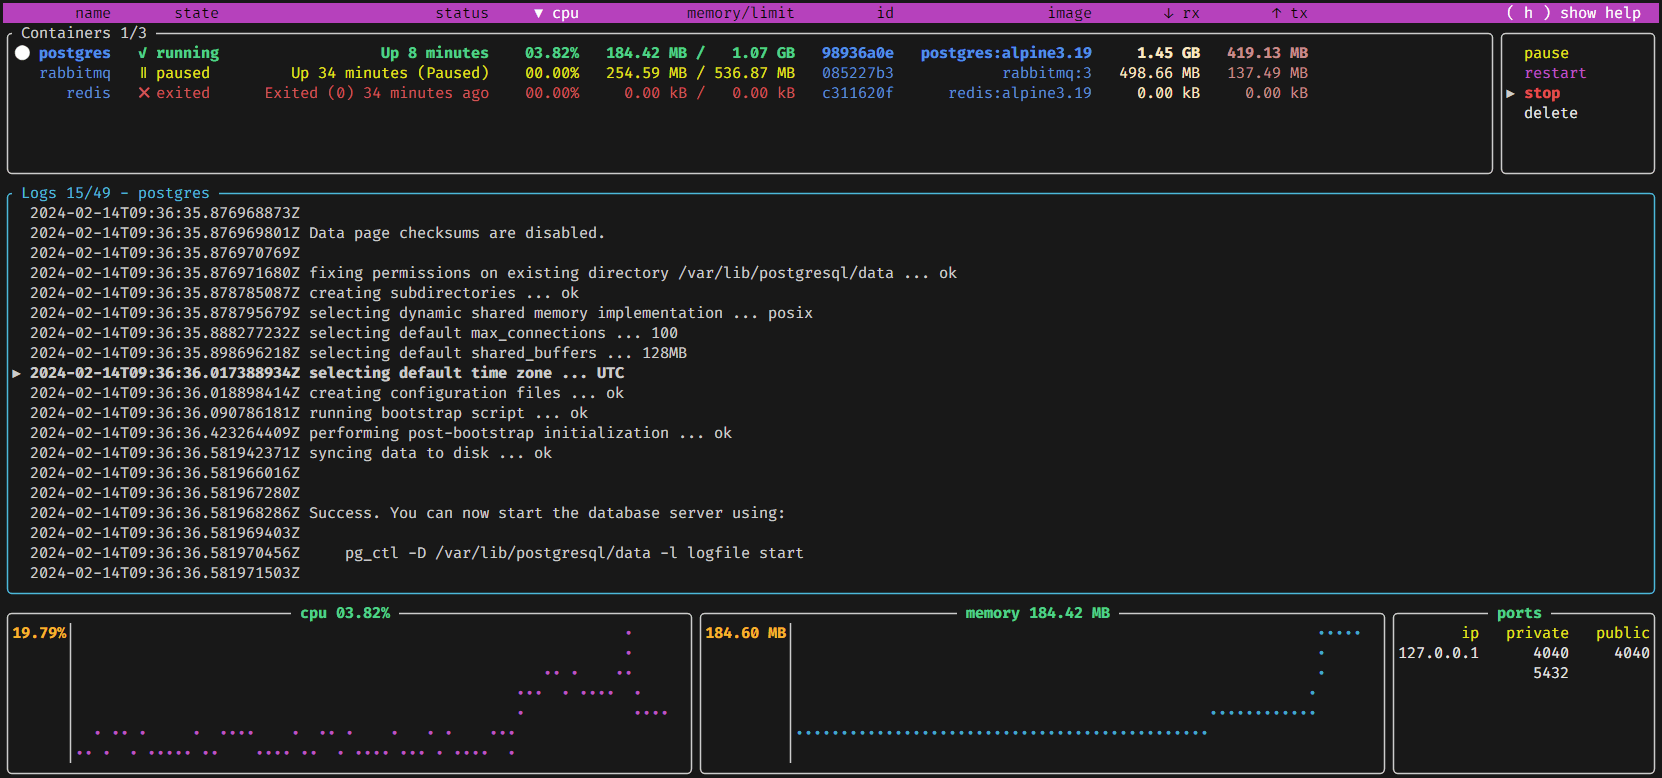 name state status ▼ cpu memory/limit id image ↓ rx ↑ tx ( h ) show help
Containers 1/3
postgres ✔ running Up 8 minutes 03.82% 184.42 MB / 1.07 GB 98936a0e postgres:alpine3.19 1.45 GB 419.13 MB
rabbitmq ॥ paused Up 34 minutes (Paused) 00.00% 254.59 MB / 536.87 MB 085227b3 rabbitmq:3 498.66 MB 137.49 MB
redis ✖ exited Exited (0) 34 minutes ago 00.00% 0.00 kB / 0.00 kB c311620f redis:alpine3.19 0.00 kB 0.00 kB
pause
restart
▶ stop
delete
Logs 15/49 - postgres
2024-02-14T09:36:35.876968873Z
2024-02-14T09:36:35.876969801Z Data page checksums are disabled.
2024-02-14T09:36:35.876970769Z
2024-02-14T09:36:35.876971680Z fixing permissions on existing directory /var/lib/postgresql/data ... ok
2024-02-14T09:36:35.878785087Z creating subdirectories ... ok
2024-02-14T09:36:35.878795679Z selecting dynamic shared memory implementation ... posix
2024-02-14T09:36:35.888277232Z selecting default max_connections ... 100
2024-02-14T09:36:35.898696218Z selecting default shared_buffers ... 128MB
▶ 2024-02-14T09:36:36.017388934Z selecting default time zone ... UTC
2024-02-14T09:36:36.018898414Z creating configuration files ... ok
2024-02-14T09:36:36.090786181Z running bootstrap script ... ok
2024-02-14T09:36:36.423264409Z performing post-bootstrap initialization ... ok
2024-02-14T09:36:36.581942371Z syncing data to disk ... ok
2024-02-14T09:36:36.581966016Z
2024-02-14T09:36:36.581967280Z
2024-02-14T09:36:36.581968286Z Success. You can now start the database server using:
2024-02-14T09:36:36.581969403Z
2024-02-14T09:36:36.581970456Z     pg_ctl -D /var/lib/postgresql/data -l logfile start
2024-02-14T09:36:36.581971503Z
cpu 03.82%
19.79%
memory 184.42 MB
184.60 MB
ports
ip private public
127.0.0.1 4040 4040
5432